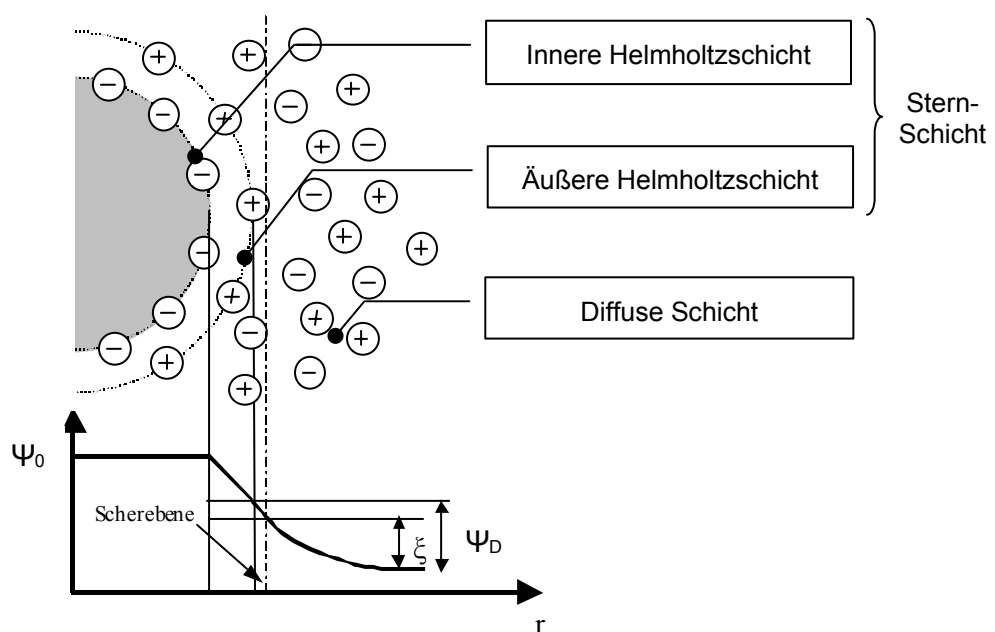 Innere Helmholtzschicht
Stern-
Schicht
Äußere Helmholtzschicht
Diffuse Schicht
Ψ0
Scherebene
ξ
ΨD
r